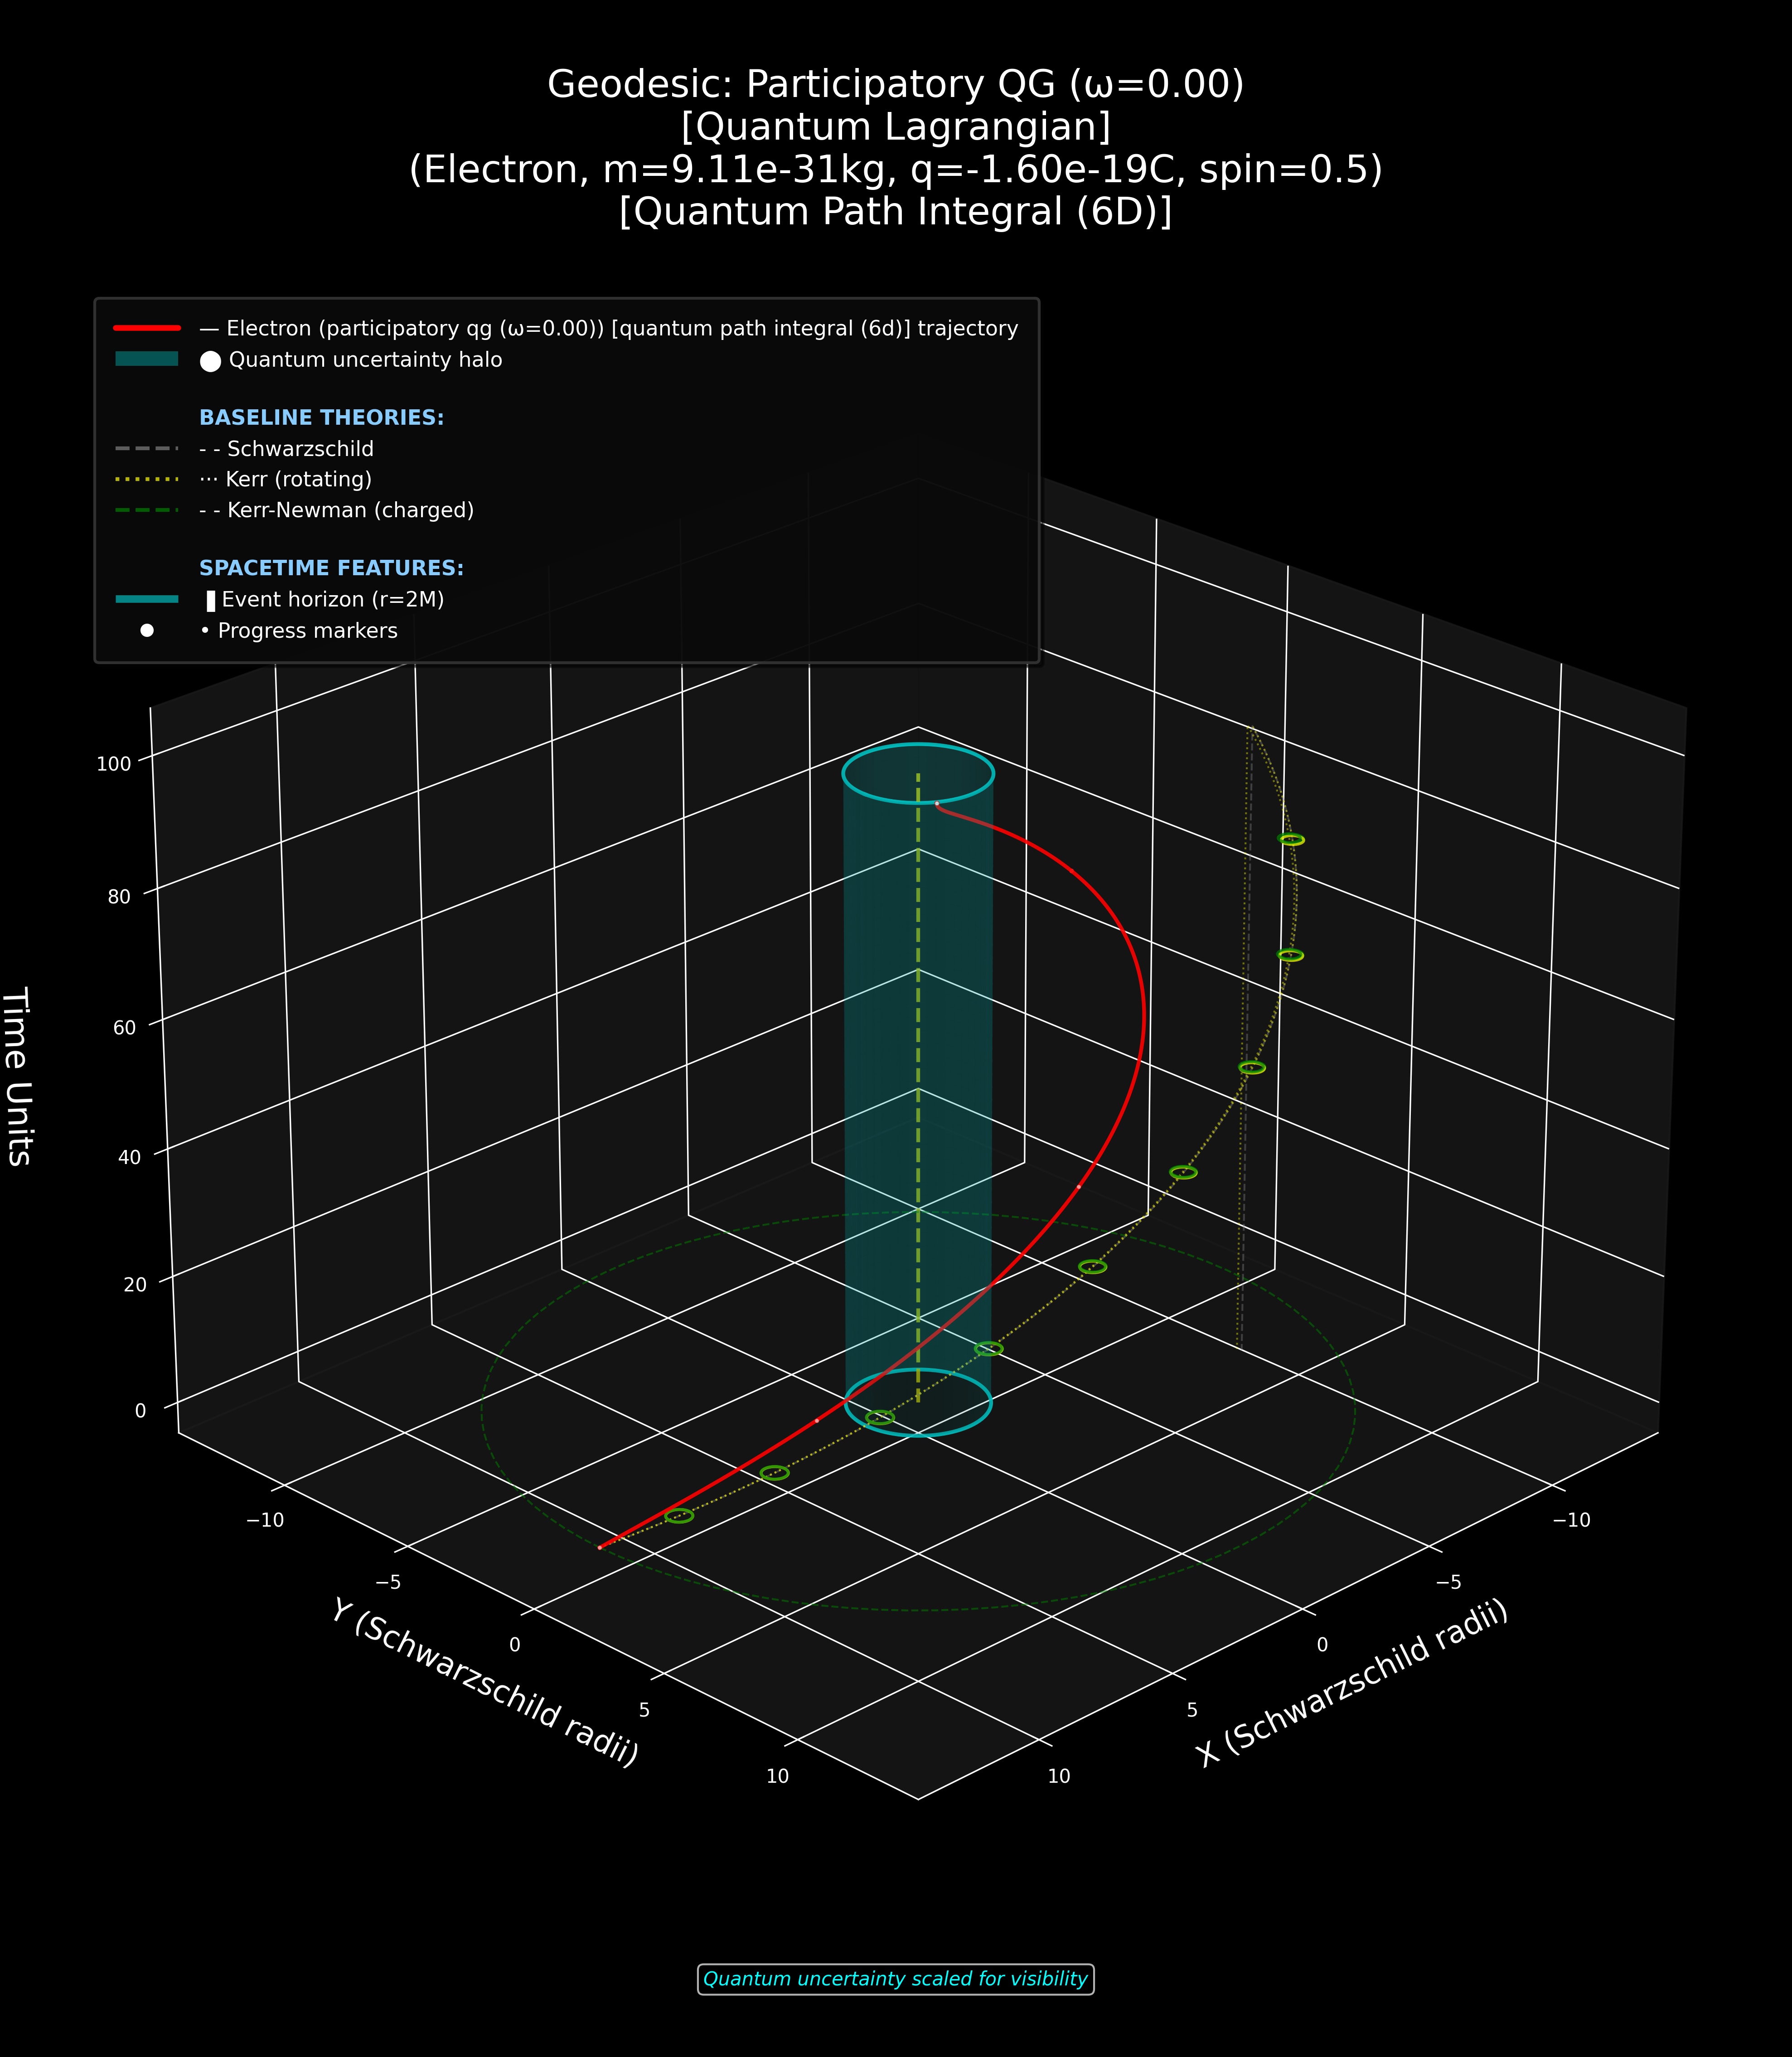 Geodesic: Participatory QG (ω=0.00)
[Quantum Lagrangian]
(Electron, m=9.11e-31kg, q=-1.60e-19C, spin=0.5)
[Quantum Path Integral (6D)]
— Electron (participatory qg (ω=0.00)) [quantum path integral (6d)] trajectory
● Quantum uncertainty halo
BASELINE THEORIES:
- - Schwarzschild
··· Kerr (rotating)
- - Kerr-Newman (charged)
SPACETIME FEATURES:
▐ Event horizon (r=2M)
• Progress markers
100
80
60
40
20
0
Time Units
−10
−5
0
5
10
Y (Schwarzschild radii)
−10
−5
0
5
10
X (Schwarzschild radii)
Quantum uncertainty scaled for visibility